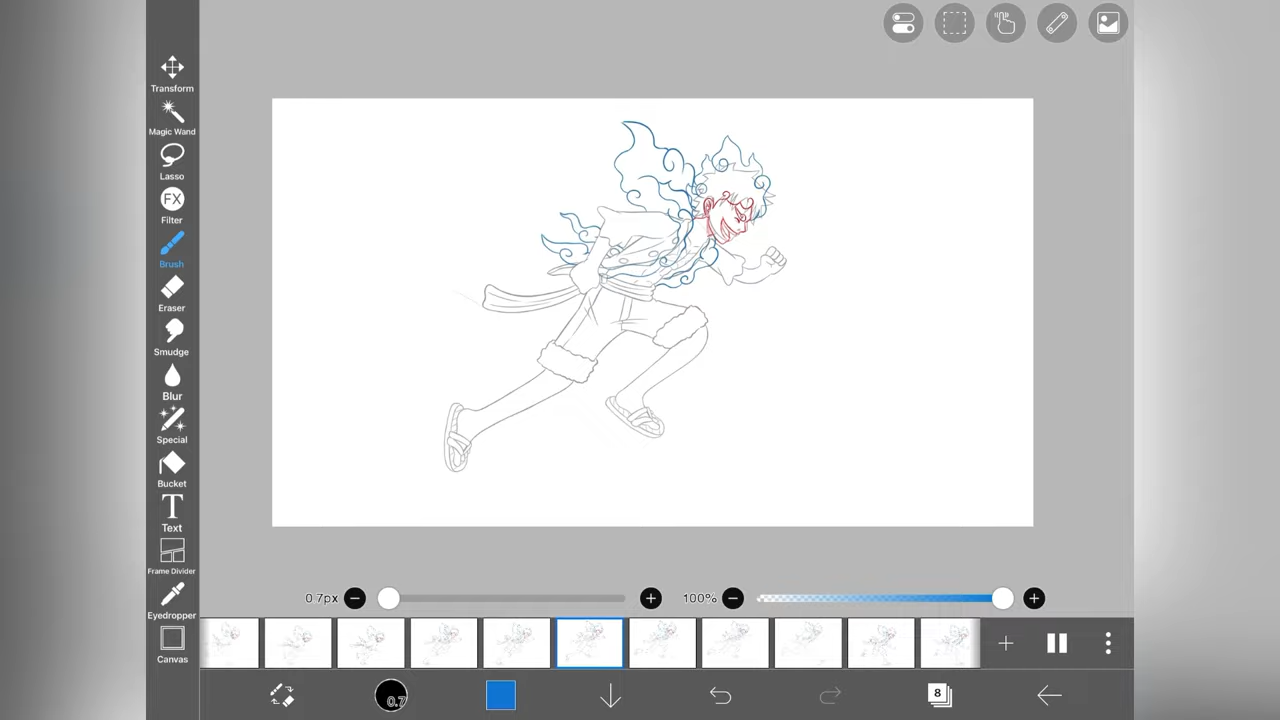 Transform
Magic Wand
Lasso
FX
Filter
Brush
Eraser
Smudge
Blur
Special
Bucket
T
Text
Frame Divider
Eyedropper
Canvas
0.7px
100%
0.7
8